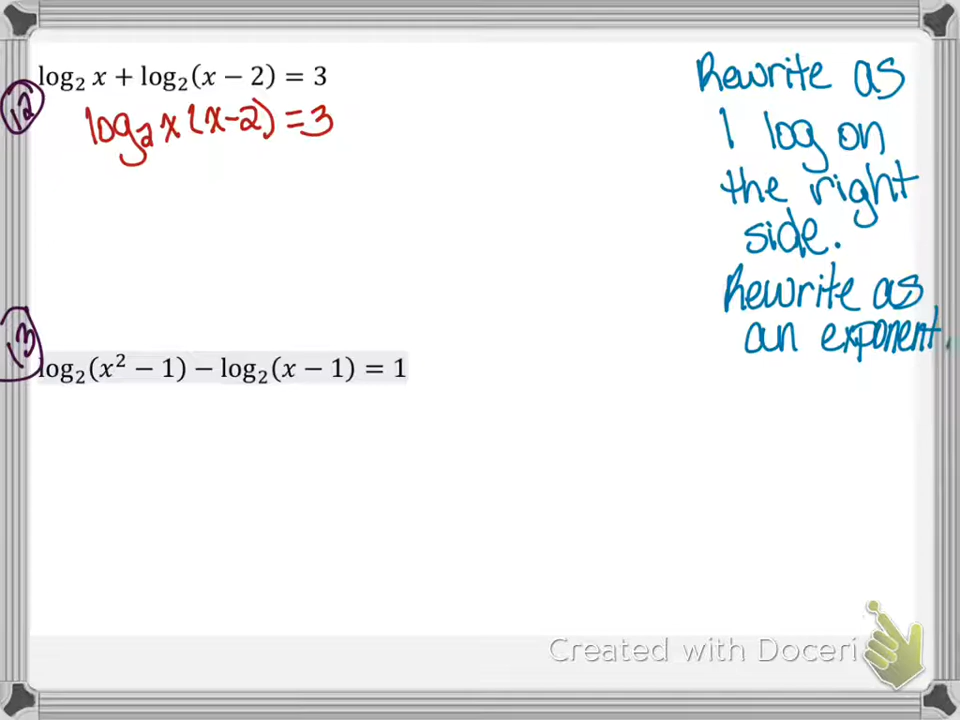 log₂ x + log₂(x − 2) = 3
12
log₂ x (x-2) = 3
Rewrite as
1 log on
the right
side.
Rewrite as
an exponent.
13
log₂(x² − 1) − log₂(x − 1) = 1
Created with Doceri